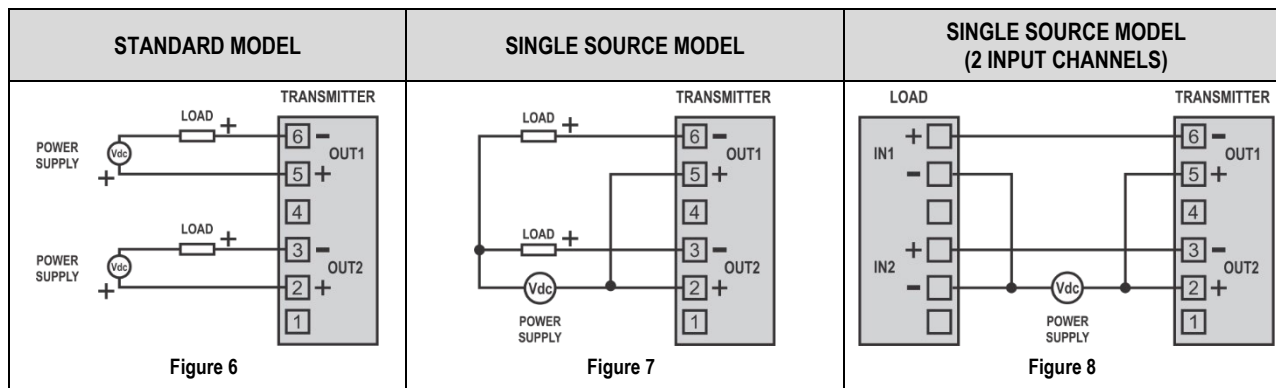 STANDARD MODEL
SINGLE SOURCE MODEL
SINGLE SOURCE MODEL
(2 INPUT CHANNELS)
TRANSMITTER
LOAD +
6 −
POWER
SUPPLY
Vdc
OUT1
+
5 +
4
LOAD +
3 −
POWER
SUPPLY
Vdc
OUT2
+
2 +
1
Figure 6
TRANSMITTER
LOAD +
6 −
OUT1
5 +
4
LOAD +
3 −
OUT2
Vdc
2 +
POWER
SUPPLY
1
Figure 7
LOAD
TRANSMITTER
+
6 −
IN1
OUT1
−
5 +
4
+
3 −
IN2
OUT2
−
Vdc
2 +
POWER
SUPPLY
1
Figure 8